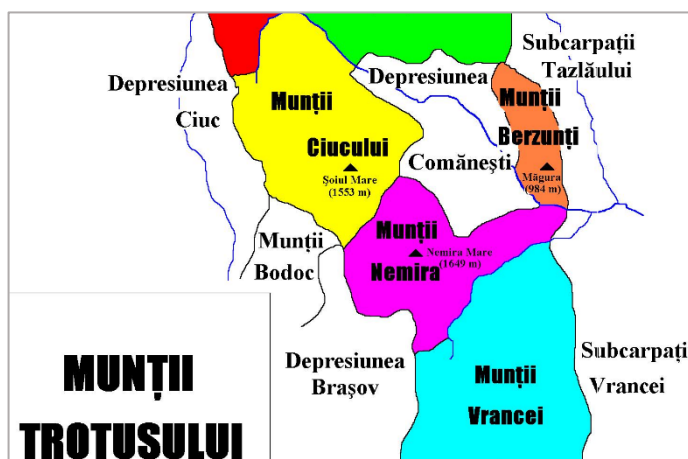 Depresiunea
Ciuc
Munții
Ciucului
Șoiul Mare
(1553 m)
Depresiunea
Comănești
Subcarpații
Tazlăului
Munții
Berzunți
Măgura
(984 m)
Munții
Bodoc
Munții
Nemira
Nemira Mare
(1649 m)
Depresiunea
Brașov
Munții
Vrancei
Subcarpați
Vrancei
MUNȚII
TROTUSULUI